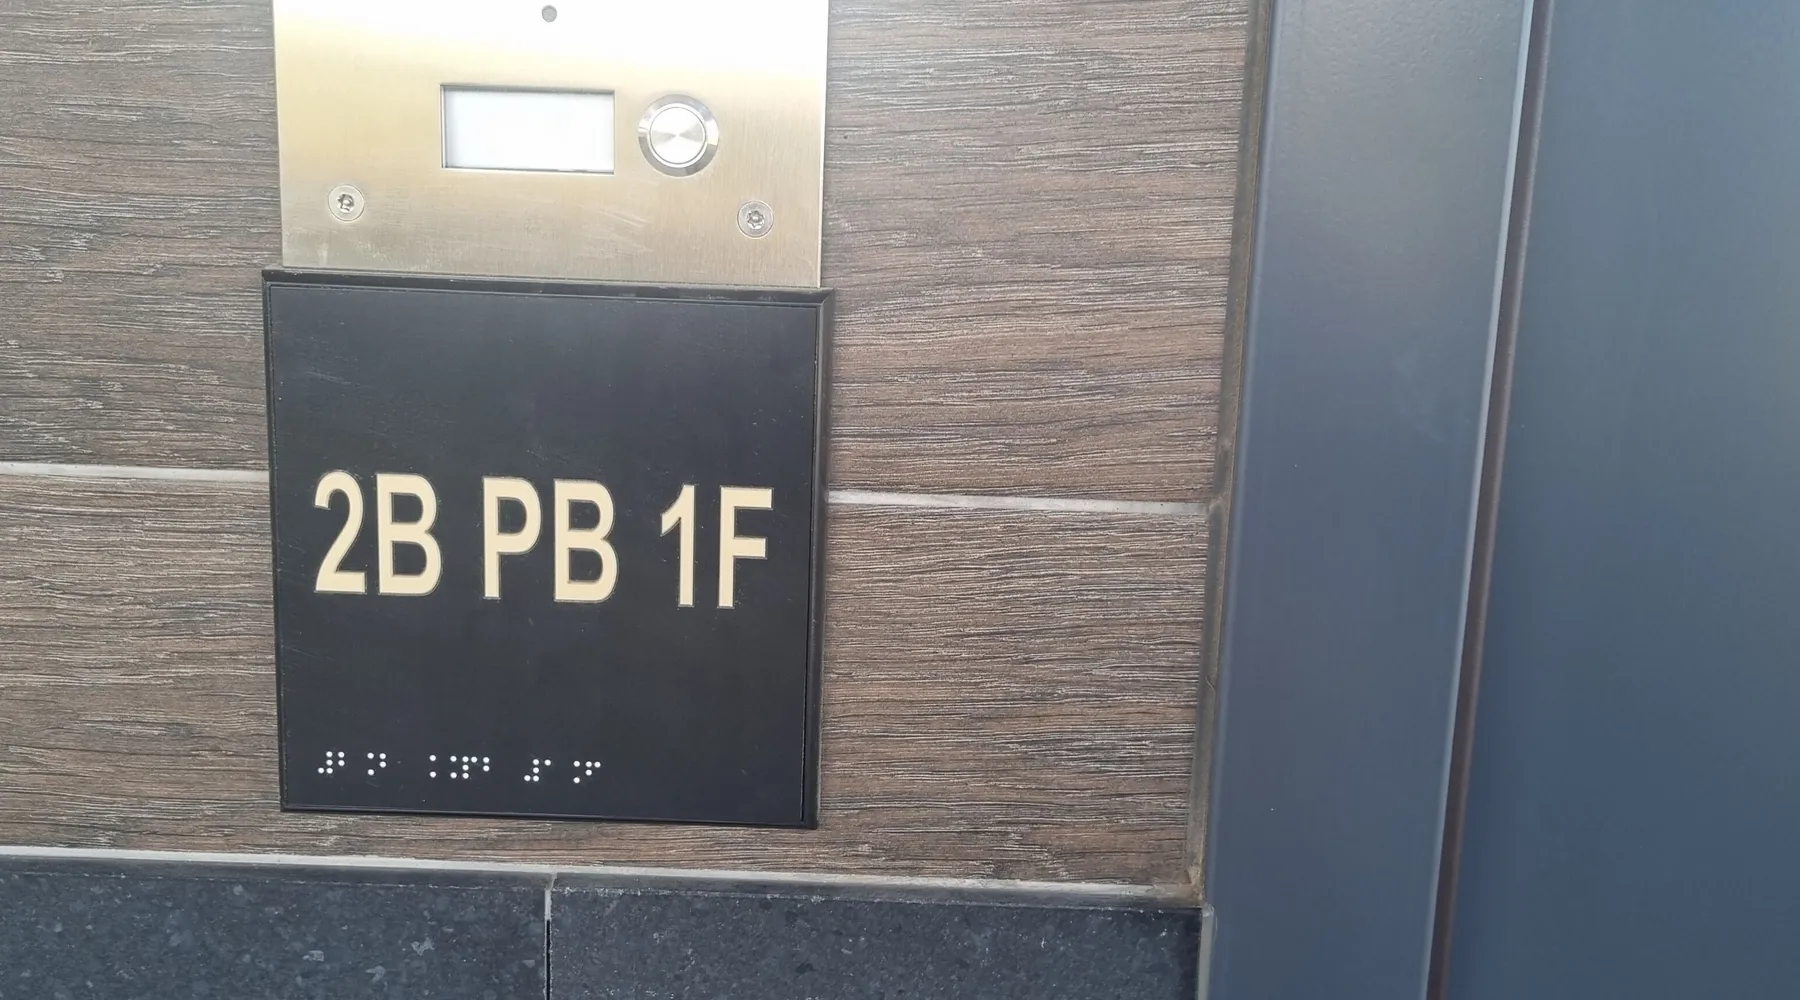 2B PB 1F
⠼⠃⠝ ⠨⠏⠃ ⠼⠁⠋